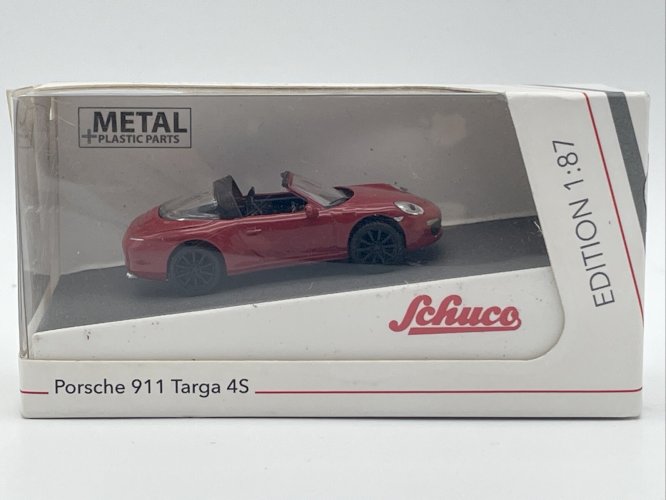 METAL
+PLASTIC PARTS
EDITION 1:87
Schuco
Porsche 911 Targa 4S